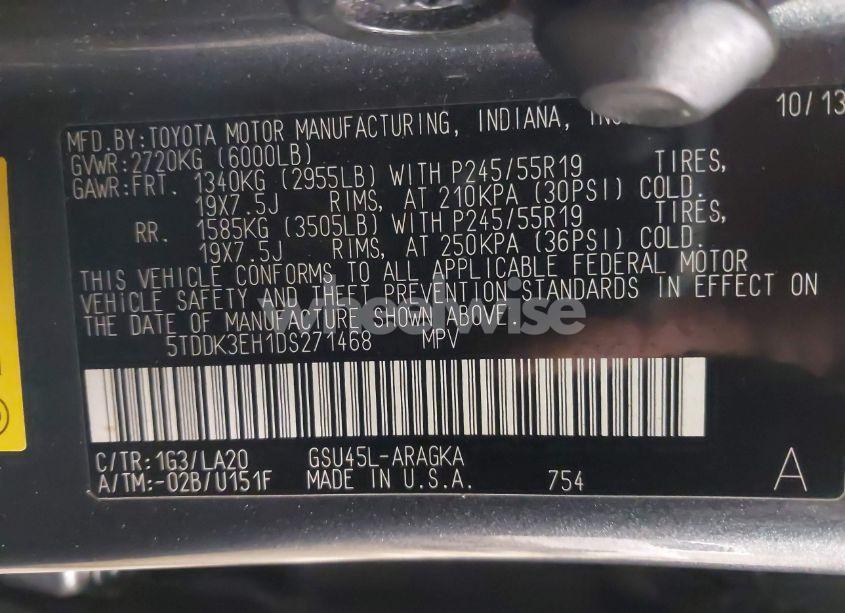 10/13
MFD.BY:TOYOTA MOTOR MANUFACTURING, INDIANA, INC
GVWR:2720KG (6000LB)
GAWR:FRT. 1340KG (2955LB) WITH P245/55R19 TIRES,
19X7.5J RIMS, AT 210KPA (30PSI) COLD.
RR. 1585KG (3505LB) WITH P245/55R19 TIRES,
19X7.5J RIMS, AT 250KPA (36PSI) COLD.
THIS VEHICLE CONFORMS TO ALL APPLICABLE FEDERAL MOTOR
VEHICLE SAFETY AND THEFT PREVENTION STANDARDS IN EFFECT ON
THE DATE OF MANUFACTURE SHOWN ABOVE.
wheelwise
5TDDK3EH1DS271468 MPV
C/TR:1G3/LA20 GSU45L-ARAGKA
A/TM:-02B/U151F MADE IN U.S.A. 754 A